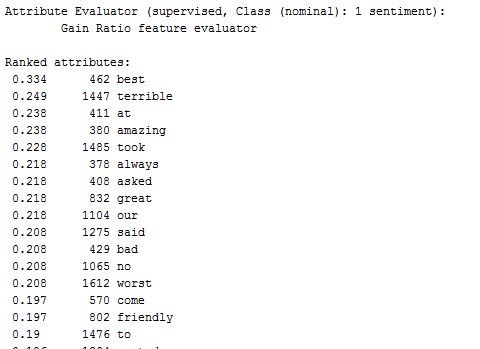 Attribute Evaluator (supervised, Class (nominal): 1 sentiment):
Gain Ratio feature evaluator
Ranked attributes:
0.334 462 best
0.249 1447 terrible
0.238 411 at
0.238 380 amazing
0.228 1485 took
0.218 378 always
0.218 408 asked
0.218 832 great
0.218 1104 our
0.208 1275 said
0.208 429 bad
0.208 1065 no
0.208 1612 worst
0.197 570 come
0.197 802 friendly
0.19 1476 to